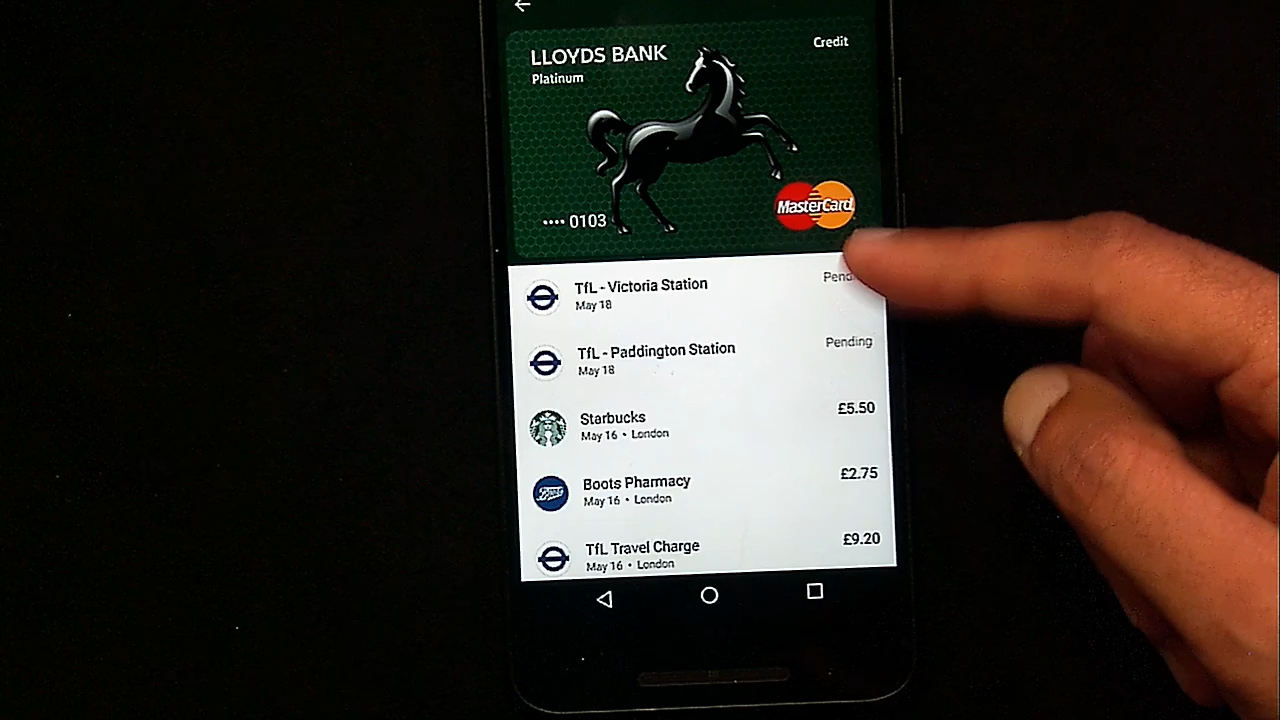 LLOYDS BANK
Credit
Platinum
•••• 0103
MasterCard
TfL - Victoria Station
May 18
TfL - Paddington Station
Pending
May 18
Starbucks
£5.50
May 16 • London
Boots Pharmacy
£2.75
May 16 • London
Boots
TfL Travel Charge
£9.20
May 16 • London